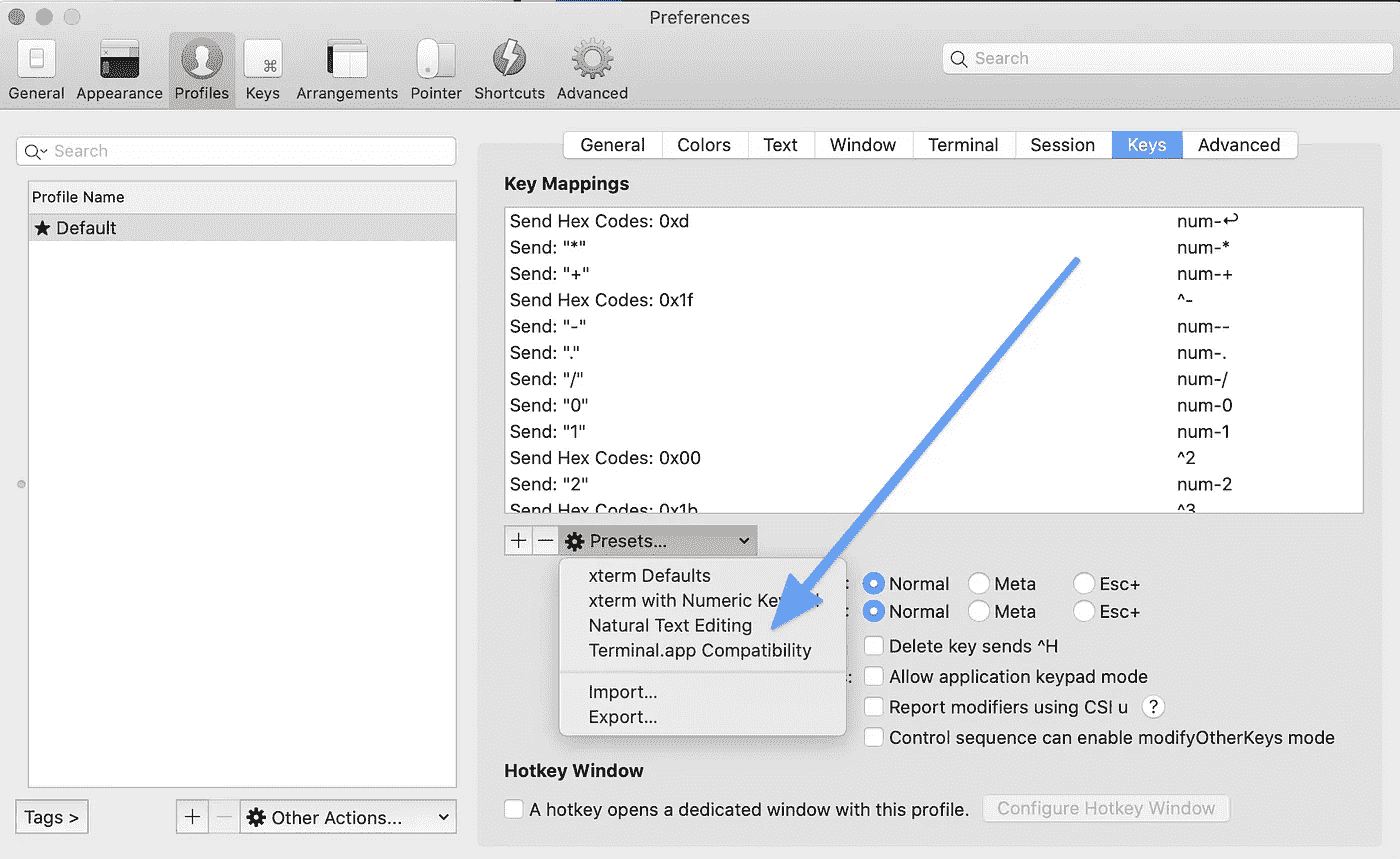 Preferences
General Appearance Profiles Keys Arrangements Pointer Shortcuts Advanced
Search
Search
Profile Name
Default
Tags >
Other Actions...
General Colors Text Window Terminal Session Keys Advanced
Key Mappings
Send Hex Codes: 0xd num-↩
Send: "*" num-*
Send: "+" num-+
Send Hex Codes: 0x1f ^-
Send: "-" num--
Send: "." num-.
Send: "/" num-/
Send: "0" num-0
Send: "1" num-1
Send Hex Codes: 0x00 ^2
Send: "2" num-2
Send Hex Codes: 0x1b ^3
Presets...
xterm Defaults
xterm with Numeric
Natural Text Editing
Terminal.app Compatibility
Import...
Export...
Normal Meta Esc+
Normal Meta Esc+
Delete key sends ^H
Allow application keypad mode
Report modifiers using CSI u ?
Control sequence can enable modifyOtherKeys mode
Hotkey Window
A hotkey opens a dedicated window with this profile. Configure Hotkey Window